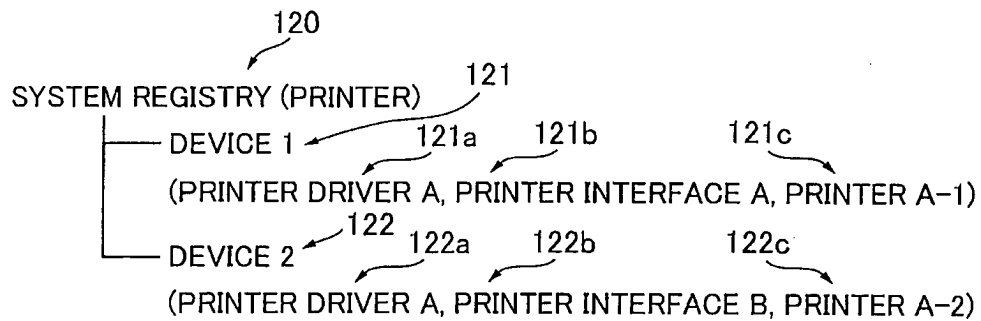 120
SYSTEM REGISTRY (PRINTER)
121
DEVICE 1
121a 121b 121c
(PRINTER DRIVER A, PRINTER INTERFACE A, PRINTER A-1)
122
DEVICE 2
122a 122b 122c
(PRINTER DRIVER A, PRINTER INTERFACE B, PRINTER A-2)